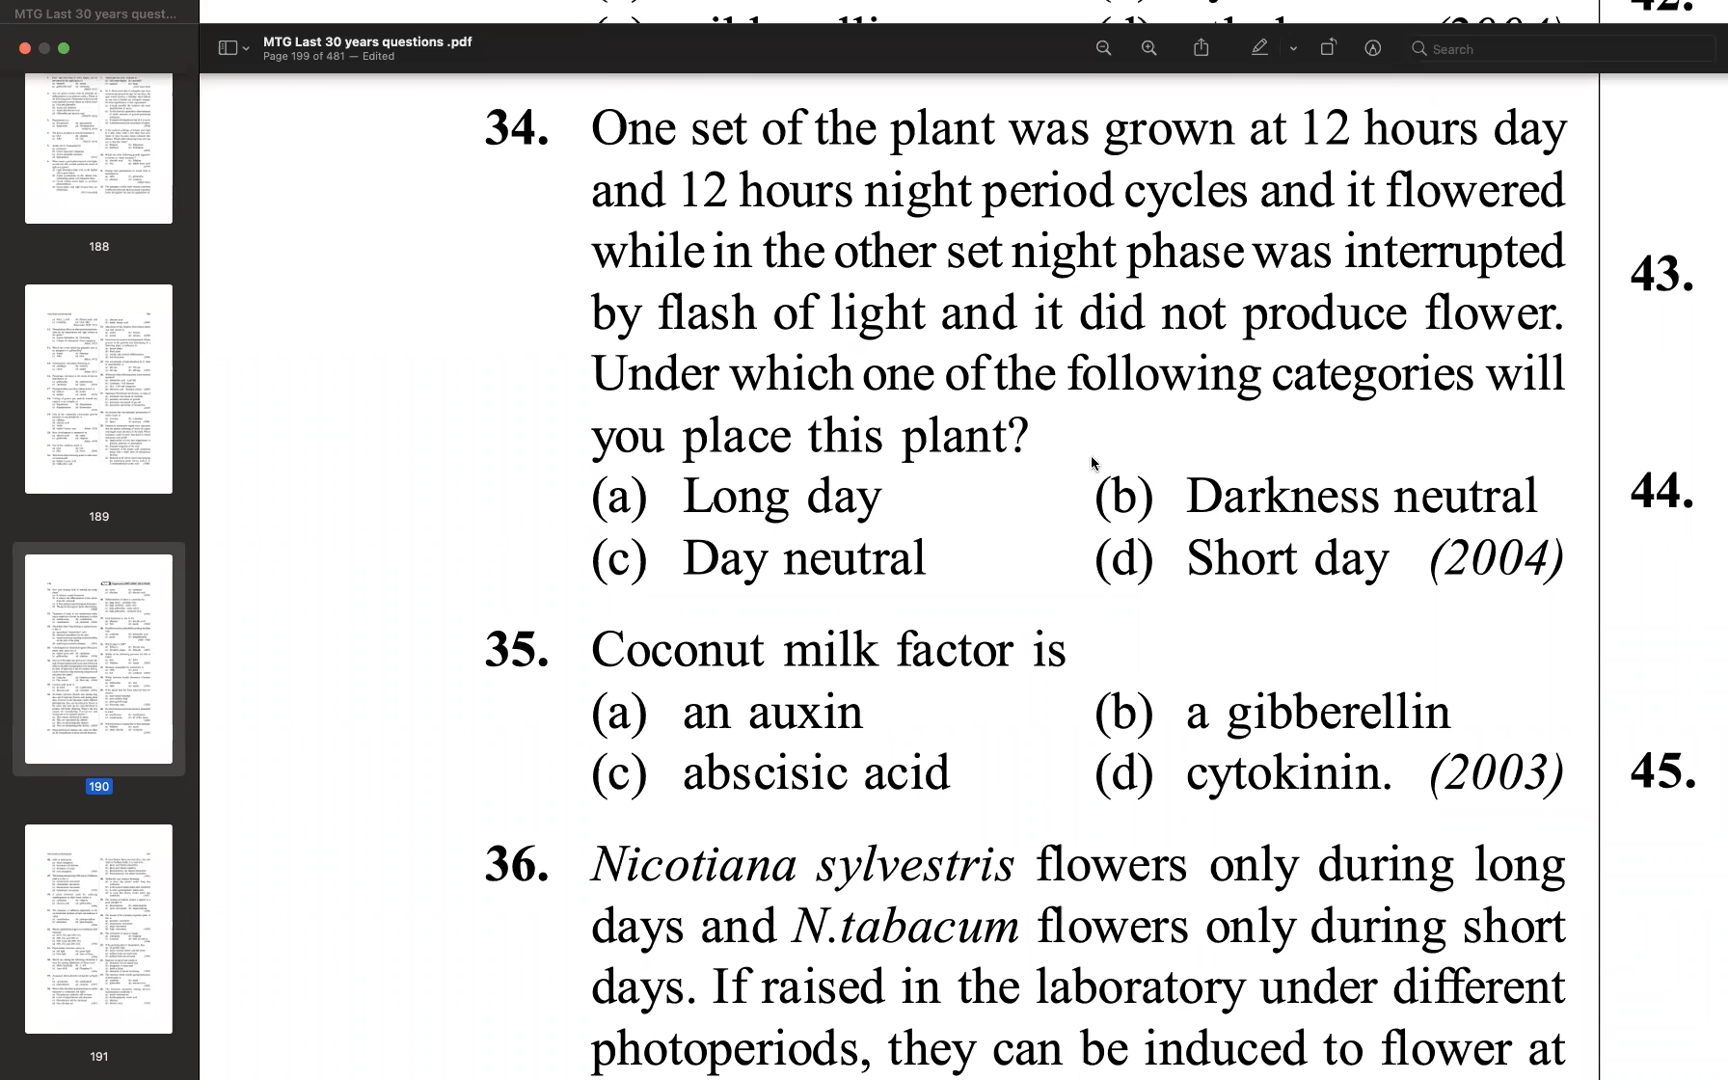 MTG Last 30 years quest...
MTG Last 30 years questions .pdf
Page 199 of 481 — Edited
Search
188
189
190
191
42.
34. One set of the plant was grown at 12 hours day
and 12 hours night period cycles and it flowered
while in the other set night phase was interrupted
by flash of light and it did not produce flower.
Under which one of the following categories will
you place this plant?
(a) Long day (b) Darkness neutral
(c) Day neutral (d) Short day (2004)
35. Coconut milk factor is
(a) an auxin (b) a gibberellin
(c) abscisic acid (d) cytokinin. (2003)
36. Nicotiana sylvestris flowers only during long
days and N.tabacum flowers only during short
days. If raised in the laboratory under different
photoperiods, they can be induced to flower at
43.
44.
45.